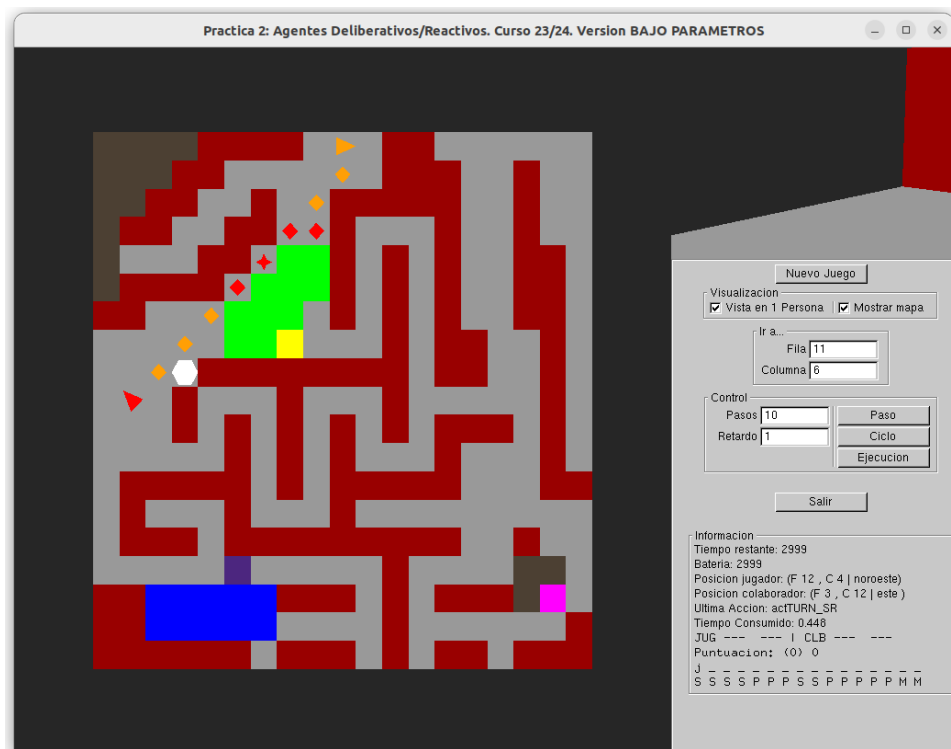 Practica 2: Agentes Deliberativos/Reactivos. Curso 23/24. Version BAJO PARAMETROS
Nuevo Juego
Visualizacion
Vista en 1 Persona Mostrar mapa
Ir a...
Fila 11
Columna 6
Control
Pasos 10 Paso
Retardo 1 Ciclo
Ejecucion
Salir
Informacion
Tiempo restante: 2999
Bateria: 2999
Posicion jugador: (F 12 , C 4 | noroeste)
Posicion colaborador: (F 3 , C 12 | este )
Ultima Accion: actTURN_SR
Tiempo Consumido: 0.448
JUG --- --- | CLB --- ---
Puntuacion: (0) 0
J _ _ _ _ _ _ _ _ _ _ _ _ _ _ _
S S S S P P P S S P P P P P M M